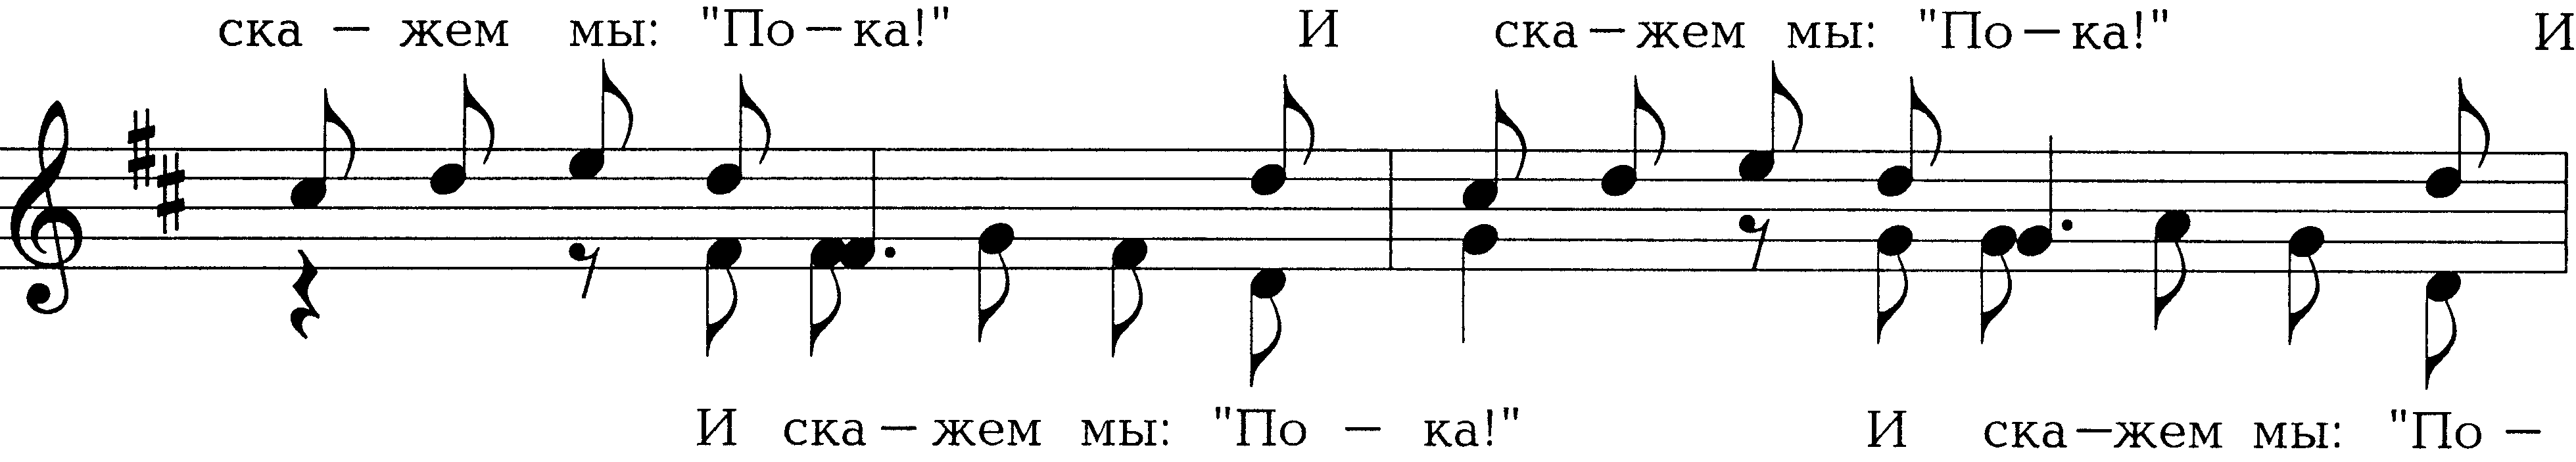 ска – жем мы: "По – ка!" И ска – жем мы: "По – ка!" И
И ска – жем мы: "По – ка!" И ска – жем мы: "По –